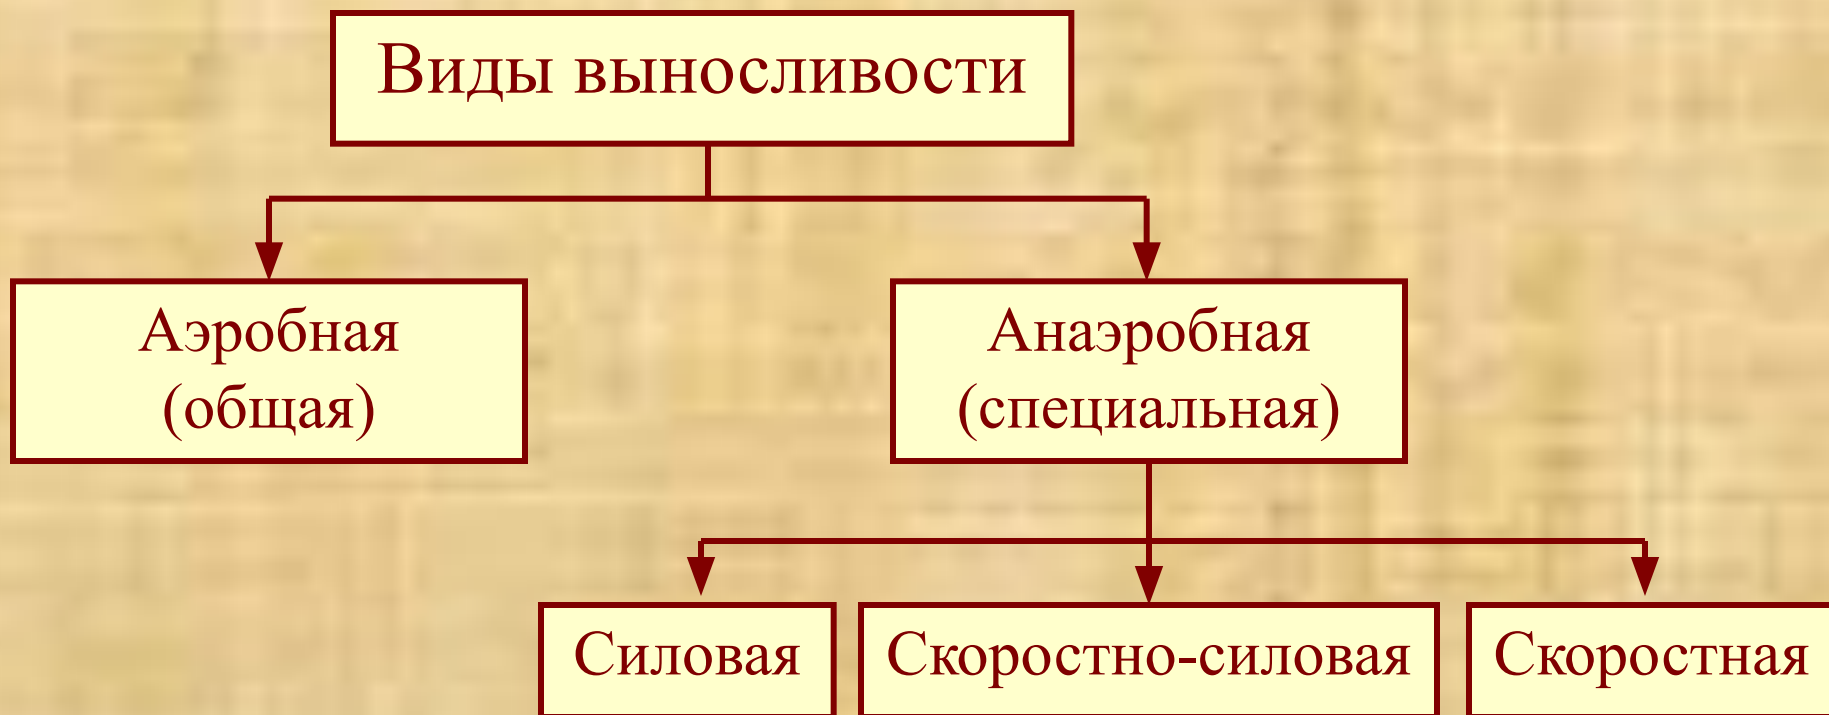 Виды выносливости
Аэробная
(общая)
Анаэробная
(специальная)
Силовая
Скоростно-силовая
Скоростная